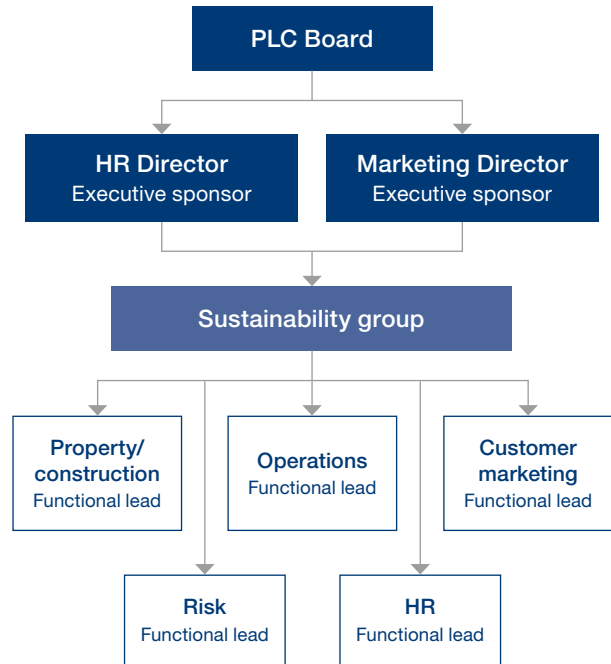 PLC Board
HR Director
Executive sponsor
Marketing Director
Executive sponsor
Sustainability group
Property/
construction
Functional lead
Operations
Functional lead
Customer
marketing
Functional lead
Risk
Functional lead
HR
Functional lead